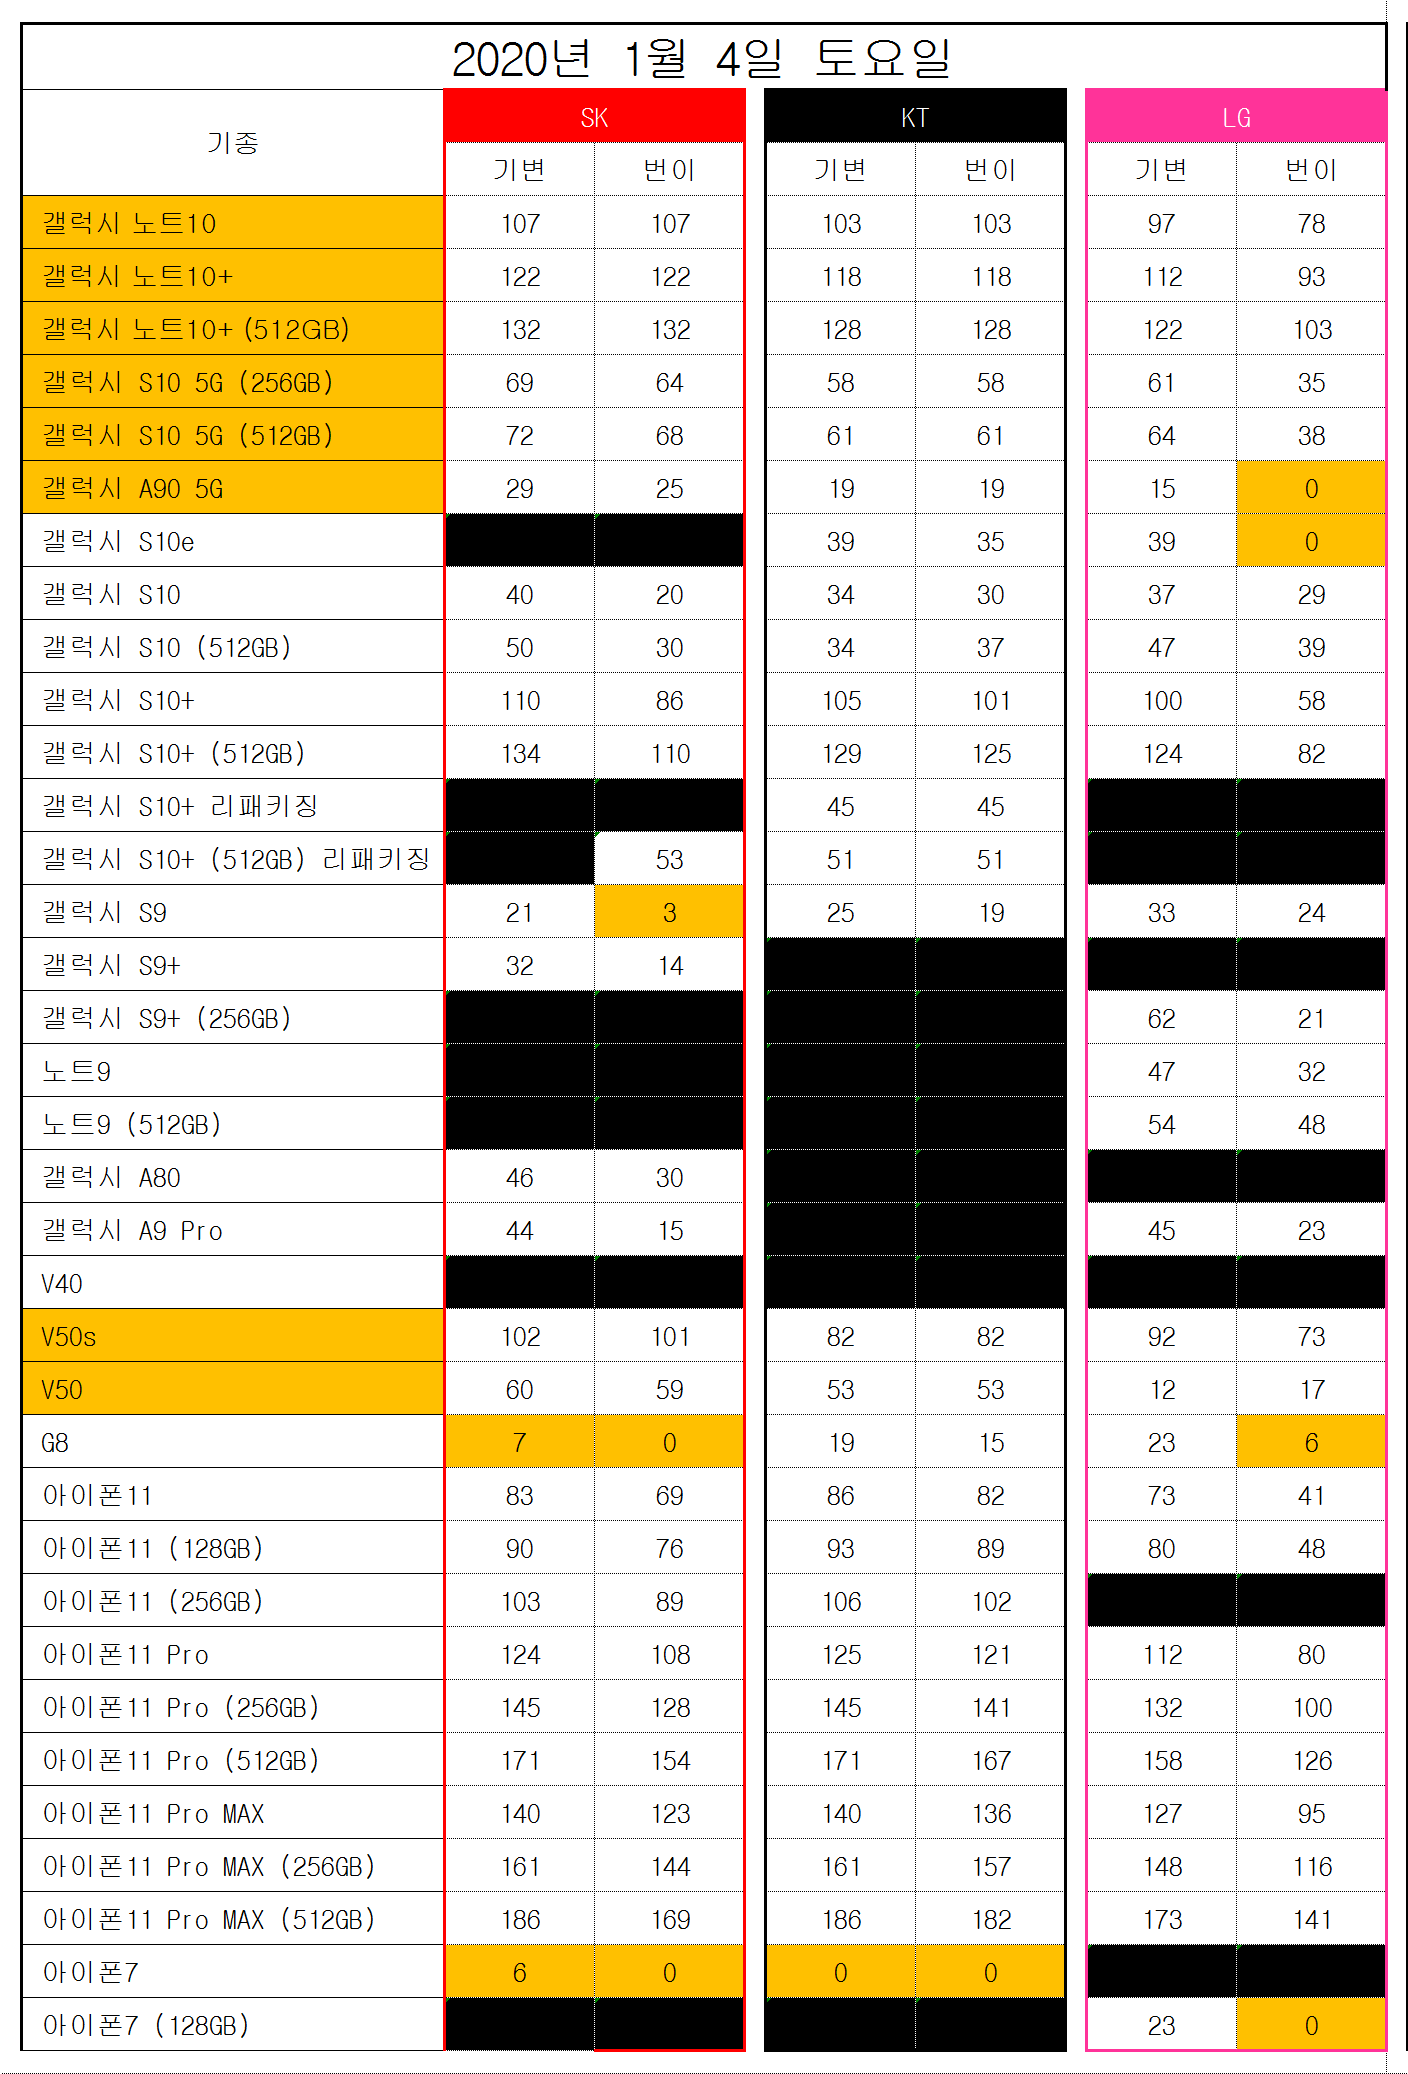 2020년 1월 4일 토요일
기종 SK KT LG
기변 번이 기변 번이 기변 번이
갤럭시 노트10 107 107 103 103 97 78
갤럭시 노트10+ 122 122 118 118 112 93
갤럭시 노트10+ (512GB) 132 132 128 128 122 103
갤럭시 S10 5G (256GB) 69 64 58 58 61 35
갤럭시 S10 5G (512GB) 72 68 61 61 64 38
갤럭시 A90 5G 29 25 19 19 15 0
갤럭시 S10e 39 35 39 0
갤럭시 S10 40 20 34 30 37 29
갤럭시 S10 (512GB) 50 30 34 37 47 39
갤럭시 S10+ 110 86 105 101 100 58
갤럭시 S10+ (512GB) 134 110 129 125 124 82
갤럭시 S10+ 리패키징 45 45
갤럭시 S10+ (512GB) 리패키징 53 51 51
갤럭시 S9 21 3 25 19 33 24
갤럭시 S9+ 32 14
갤럭시 S9+ (256GB) 62 21
노트9 47 32
노트9 (512GB) 54 48
갤럭시 A80 46 30
갤럭시 A9 Pro 44 15 45 23
V40
V50s 102 101 82 82 92 73
V50 60 59 53 53 12 17
G8 7 0 19 15 23 6
아이폰11 83 69 86 82 73 41
아이폰11 (128GB) 90 76 93 89 80 48
아이폰11 (256GB) 103 89 106 102
아이폰11 Pro 124 108 125 121 112 80
아이폰11 Pro (256GB) 145 128 145 141 132 100
아이폰11 Pro (512GB) 171 154 171 167 158 126
아이폰11 Pro MAX 140 123 140 136 127 95
아이폰11 Pro MAX (256GB) 161 144 161 157 148 116
아이폰11 Pro MAX (512GB) 186 169 186 182 173 141
아이폰7 6 0 0 0
아이폰7 (128GB) 23 0